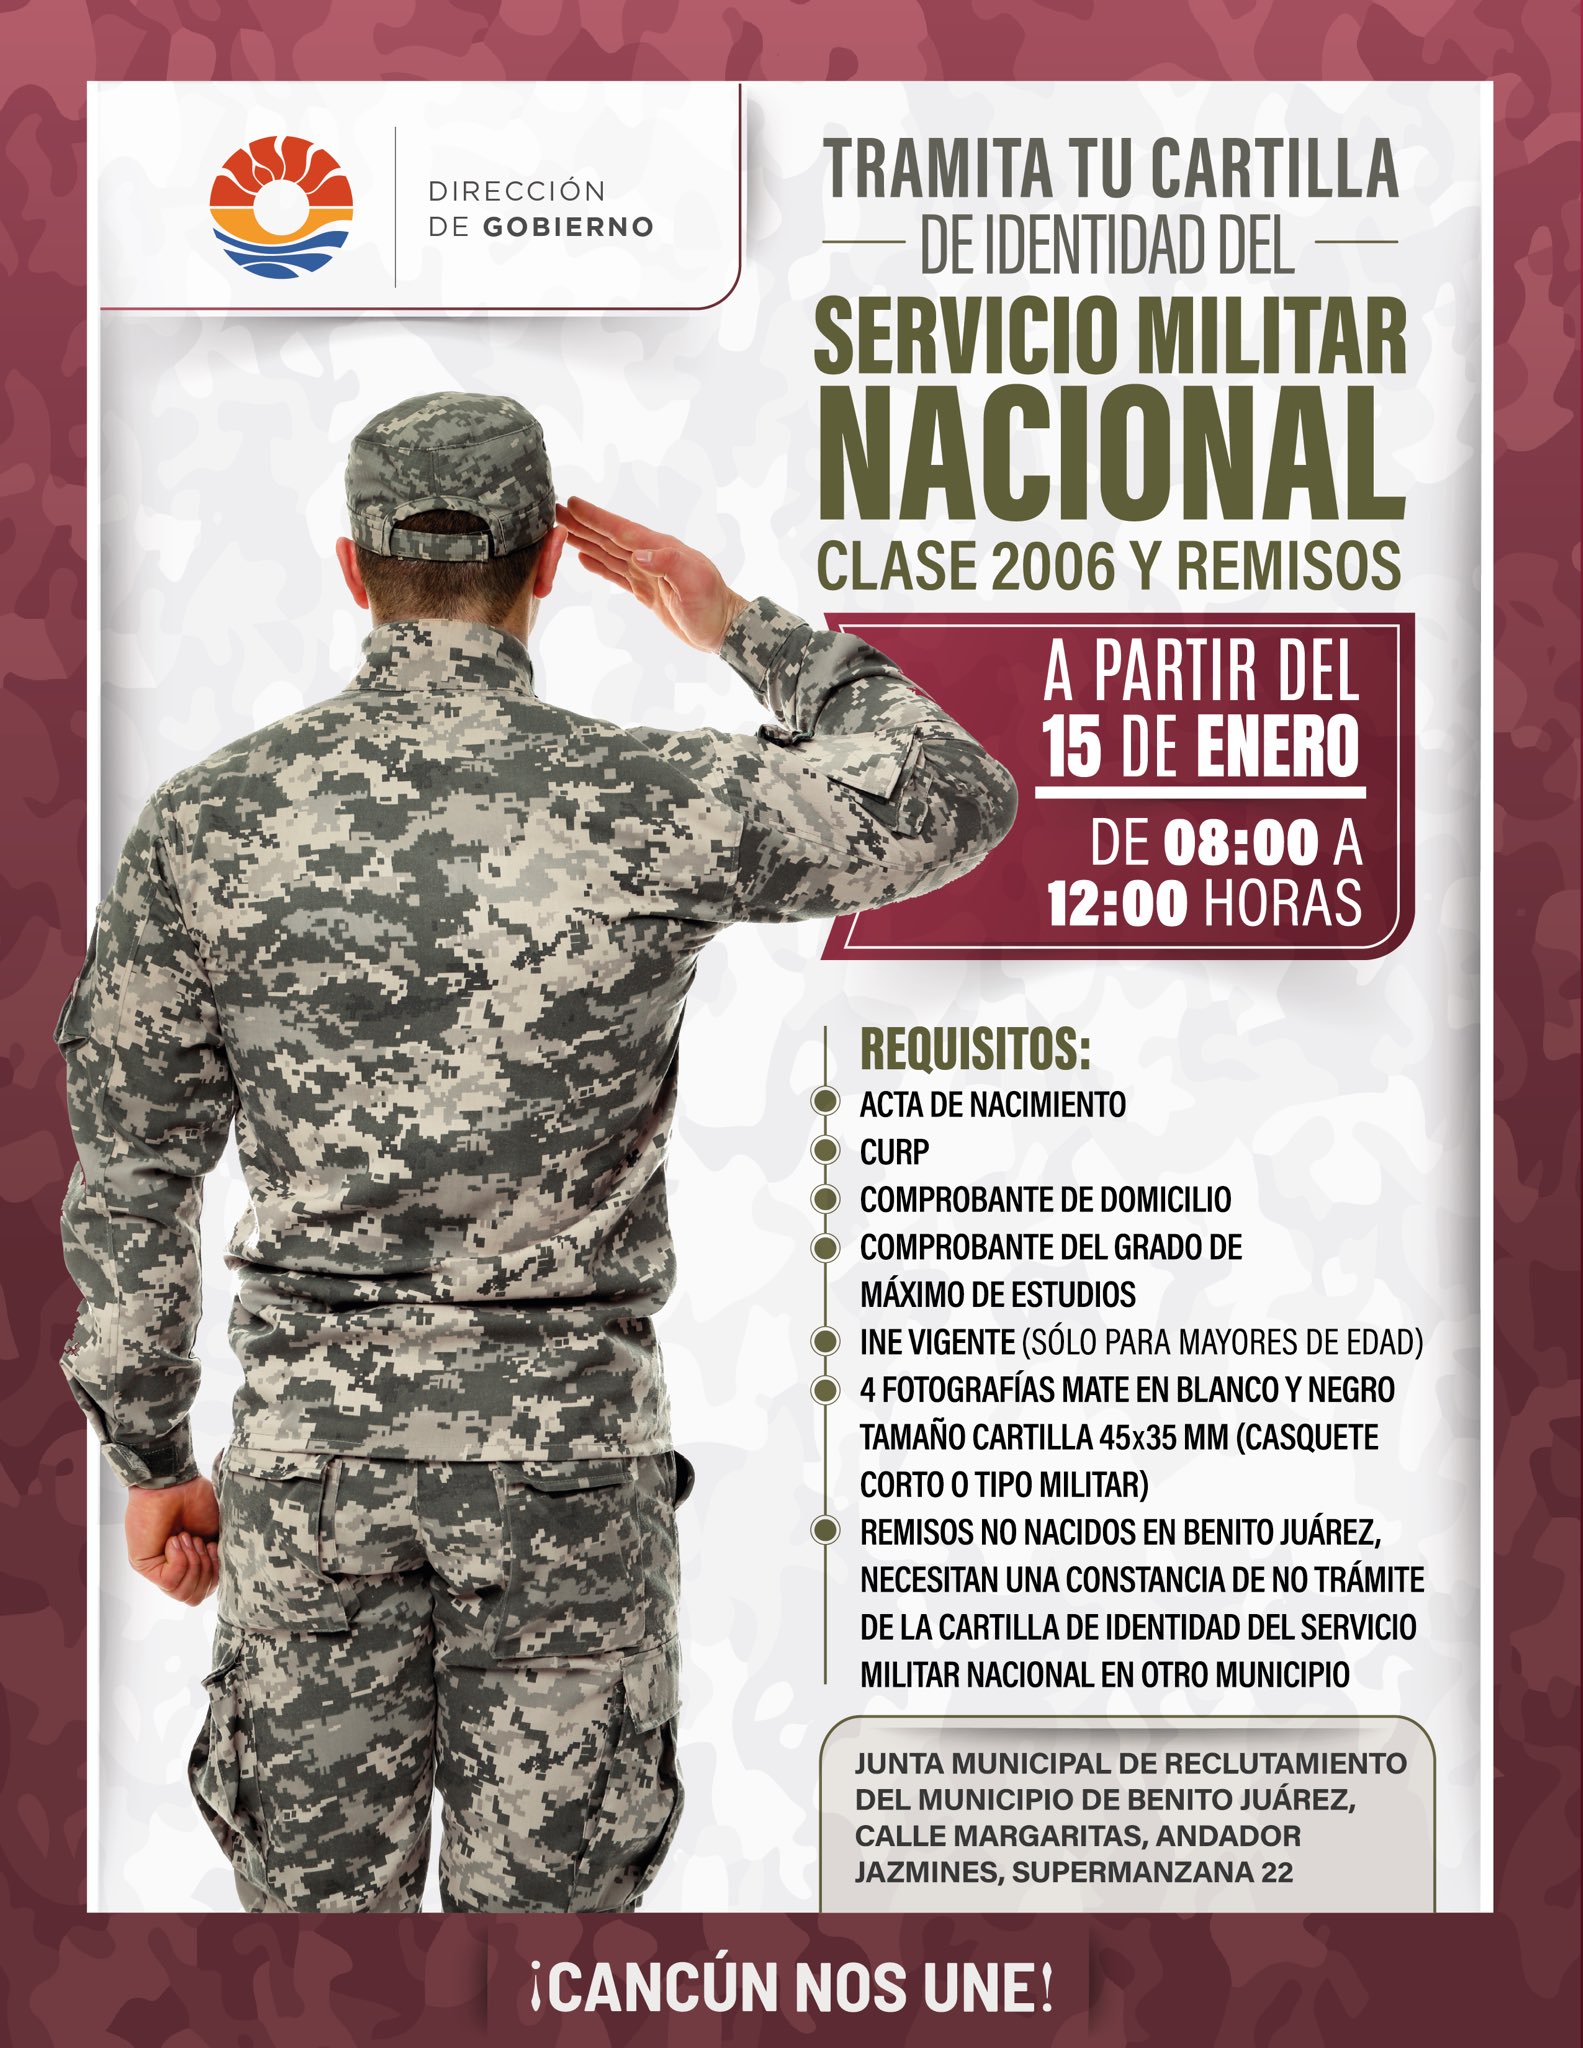 DIRECCIÓN
DE GOBIERNO
TRAMITA TU CARTILLA
DE IDENTIDAD DEL
SERVICIO MILITAR
NACIONAL
CLASE 2006 Y REMISOS
A PARTIR DEL
15 DE ENERO
DE 08:00 A
12:00 HORAS
REQUISITOS:
ACTA DE NACIMIENTO
CURP
COMPROBANTE DE DOMICILIO
COMPROBANTE DEL GRADO DE
MÁXIMO DE ESTUDIOS
INE VIGENTE (SÓLO PARA MAYORES DE EDAD)
4 FOTOGRAFÍAS MATE EN BLANCO Y NEGRO
TAMAÑO CARTILLA 45x35 MM (CASQUETE
CORTO O TIPO MILITAR)
REMISOS NO NACIDOS EN BENITO JUÁREZ,
NECESITAN UNA CONSTANCIA DE NO TRÁMITE
DE LA CARTILLA DE IDENTIDAD DEL SERVICIO
MILITAR NACIONAL EN OTRO MUNICIPIO
JUNTA MUNICIPAL DE RECLUTAMIENTO
DEL MUNICIPIO DE BENITO JUÁREZ,
CALLE MARGARITAS, ANDADOR
JAZMINES, SUPERMANZANA 22
¡CANCÚN NOS UNE!